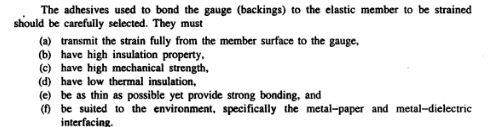 The adhesives used to bond the gauge (backings) to the elastic member to be strained
should be carefully selected. They must
(a) transmit the strain fully from the member surface to the gauge,
(b) have high insulation property,
(c) have high mechanical strength,
(d) have low thermal insulation,
(e) be as thin as possible yet provide strong bonding, and
(f) be suited to the environment, specifically the metal–paper and metal–dielectric
interfacing.